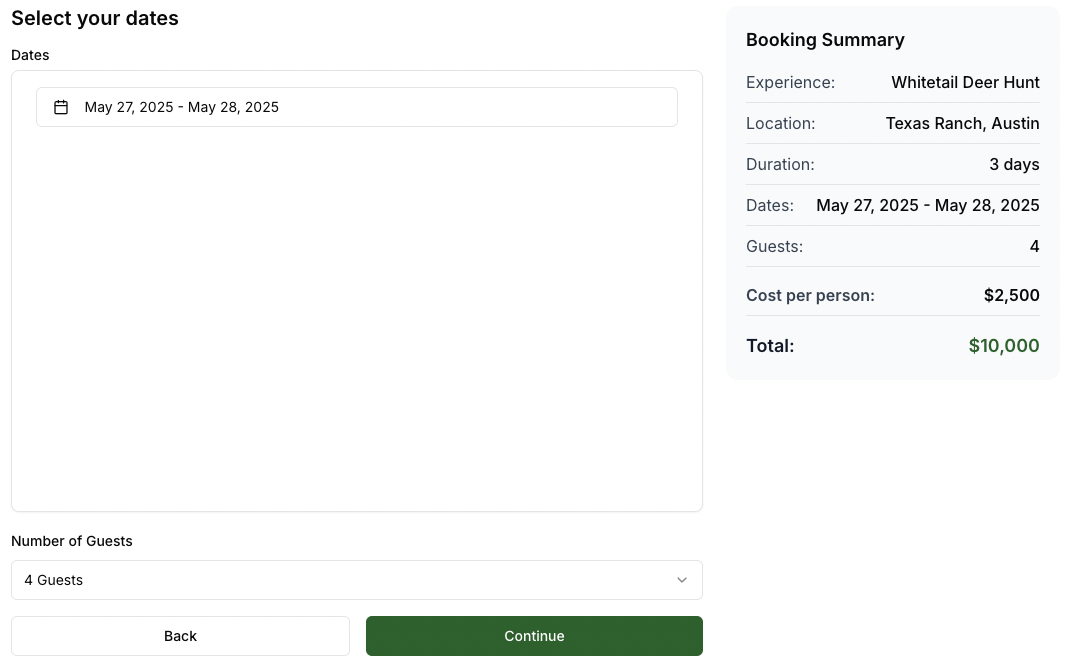 Select your dates
Dates
May 27, 2025 - May 28, 2025
Number of Guests
4 Guests
Back
Continue
Booking Summary
Experience: Whitetail Deer Hunt
Location: Texas Ranch, Austin
Duration: 3 days
Dates: May 27, 2025 - May 28, 2025
Guests: 4
Cost per person: $2,500
Total: $10,000